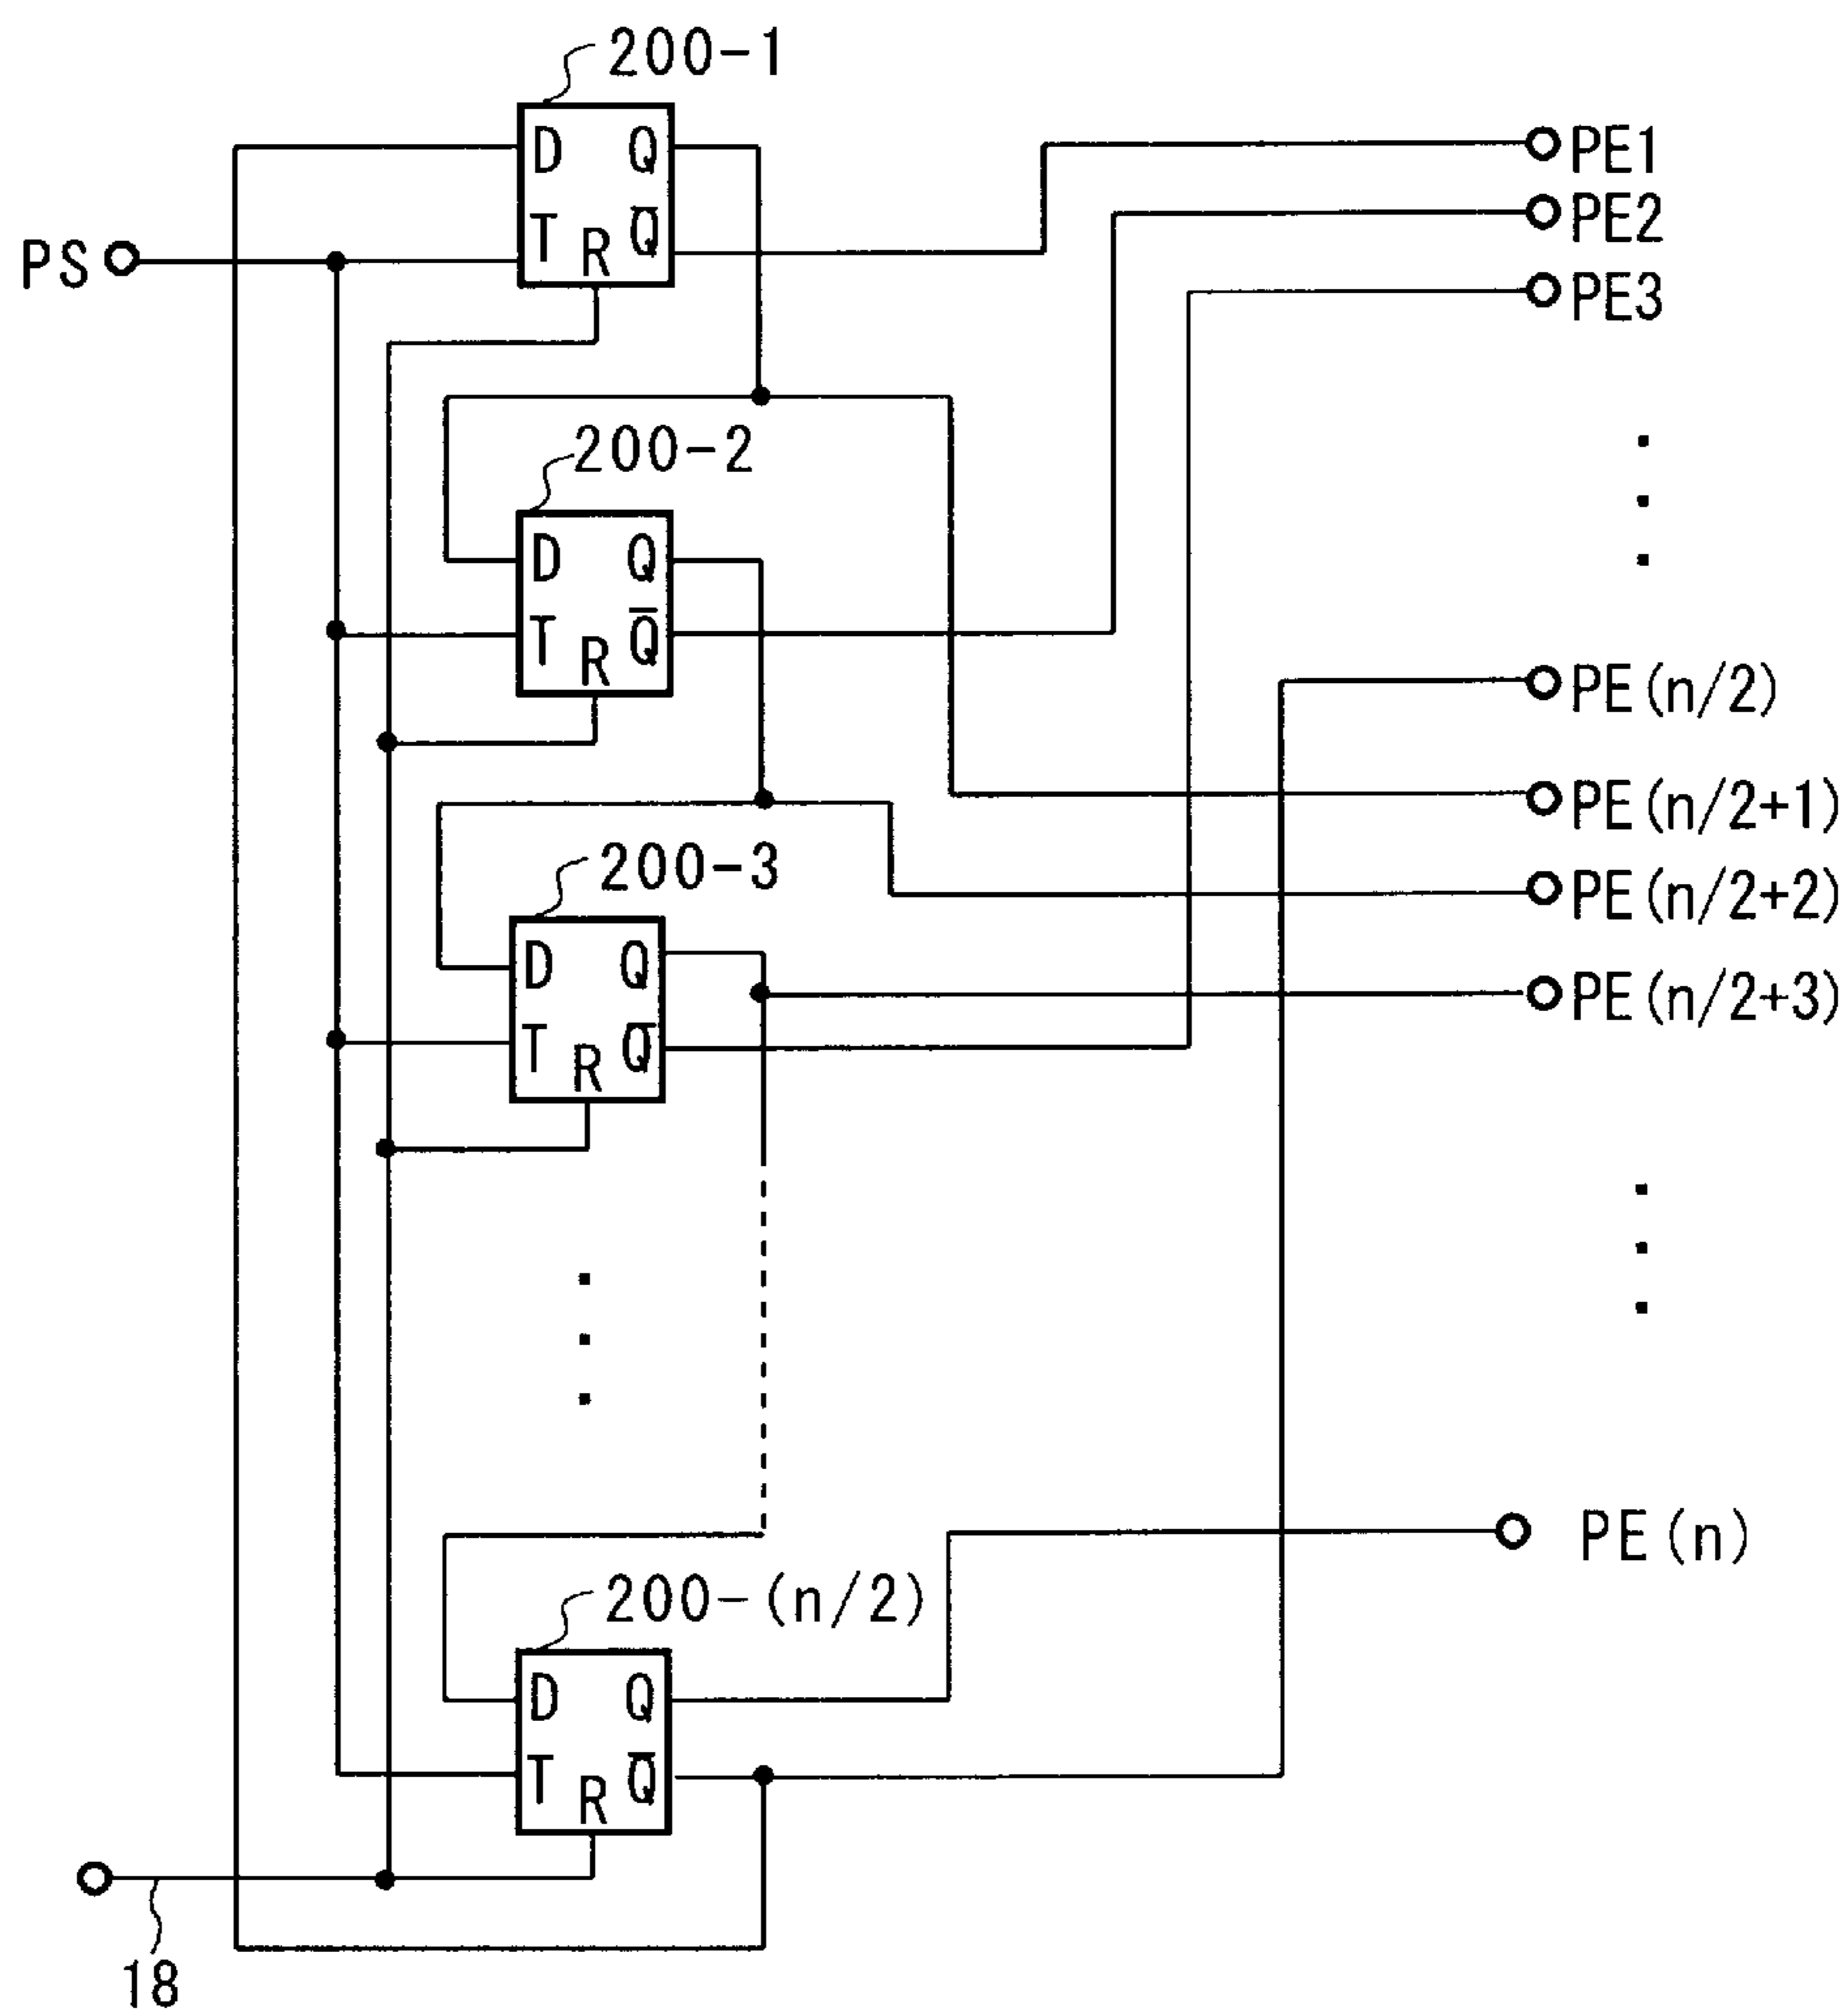 200-1
D Q
T R Q̅
PS
PE1
PE2
PE3
200-2
D Q
T R Q̅
PE(n/2)
PE(n/2+1)
PE(n/2+2)
PE(n/2+3)
200-3
D Q
T R Q̅
PE(n)
200-(n/2)
D Q
T R Q̅
18